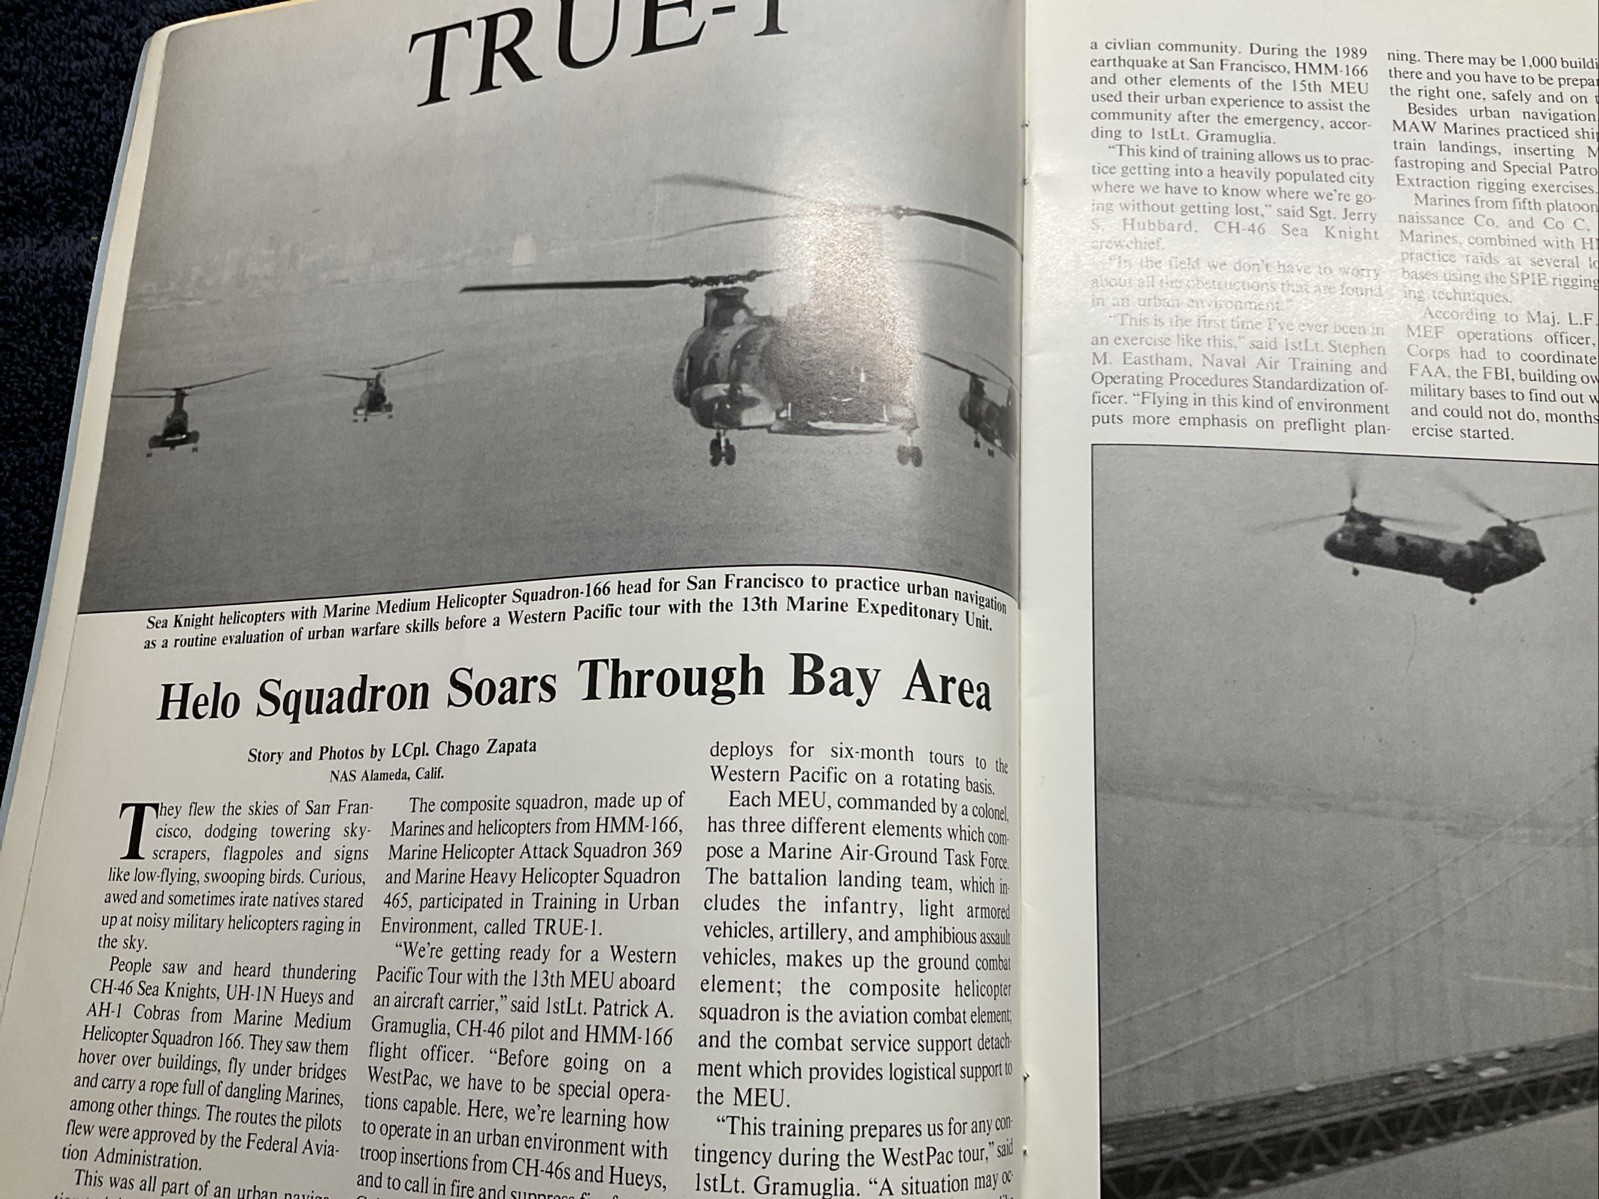 TRUE-1
Sea Knight helicopters with Marine Medium Helicopter Squadron-166 head for San Francisco to practice urban navigation
as a routine evaluation of urban warfare skills before a Western Pacific tour with the 13th Marine Expeditonary Unit.
Helo Squadron Soars Through Bay Area
Story and Photos by LCpl. Chago Zapata
NAS Alameda, Calif.
They flew the skies of San Fran-
cisco, dodging towering sky-
scrapers, flagpoles and signs
like low-flying, swooping birds. Curious,
awed and sometimes irate natives stared
up at noisy military helicopters raging in
the sky.
People saw and heard thundering
CH-46 Sea Knights, UH-1N Hueys and
AH-1 Cobras from Marine Medium
Helicopter Squadron 166. They saw them
hover over buildings, fly under bridges
and carry a rope full of dangling Marines,
among other things. The routes the pilots
flew were approved by the Federal Avia-
tion Administration.
This was all part of an urban
The composite squadron, made up of
Marines and helicopters from HMM-166,
Marine Helicopter Attack Squadron 369
and Marine Heavy Helicopter Squadron
465, participated in Training in Urban
Environment, called TRUE-1.
“We're getting ready for a Western
Pacific Tour with the 13th MEU aboard
an aircraft carrier,” said 1stLt. Patrick A.
Gramuglia, CH-46 pilot and HMM-166
flight officer. “Before going on a
WestPac, we have to be special opera-
tions capable. Here, we're learning how
to operate in an urban environment with
troop insertions from CH-46s and Hueys,
and to call in fire and
deploys for six-month tours to the
Western Pacific on a rotating basis.
Each MEU, commanded by a colonel,
has three different elements which com-
pose a Marine Air-Ground Task Force.
The battalion landing team, which in-
cludes the infantry, light armored
vehicles, artillery, and amphibious assault
vehicles, makes up the ground combat
element; the composite helicopter
squadron is the aviation combat element;
and the combat service support detach-
ment which provides logistical support to
the MEU.
“This training prepares us for any con-
tingency during the WestPac tour,” said
1stLt. Gramuglia. “A situation may oc-
a civlian community. During the 1989
earthquake at San Francisco, HMM-166
and other elements of the 15th MEU
used their urban experience to assist the
community after the emergency, accor-
ding to 1stLt. Gramuglia.
“This kind of training allows us to prac-
tice getting into a heavily populated city
where we have to know where we're go-
ing without getting lost,” said Sgt. Jerry
S. Hubbard, CH-46 Sea Knight
crewchief.
“In the field we don't have to worry
about all the obstructions that are found
in an urban environment.”
“This is the first time I've ever been in
an exercise like this,” said 1stLt. Stephen
M. Eastham, Naval Air Training and
Operating Procedures Standardization of-
ficer. “Flying in this kind of environment
puts more emphasis on preflight plan-
ning. There may be 1,000 buildi
there and you have to be prepar
the right one, safely and on t
Besides urban navigation,
MAW Marines practiced ship
train landings, inserting M
fastroping and Special Patro
Extraction rigging exercises.
Marines from fifth platoon
naissance Co, and Co C,
Marines, combined with H
practice raids at several lo
bases using the SPIE rigging
ing techniques.
According to Maj. L.F.
MEF operations officer,
Corps had to coordinate
FAA, the FBI, building ow
military bases to find out w
and could not do, months
ercise started.